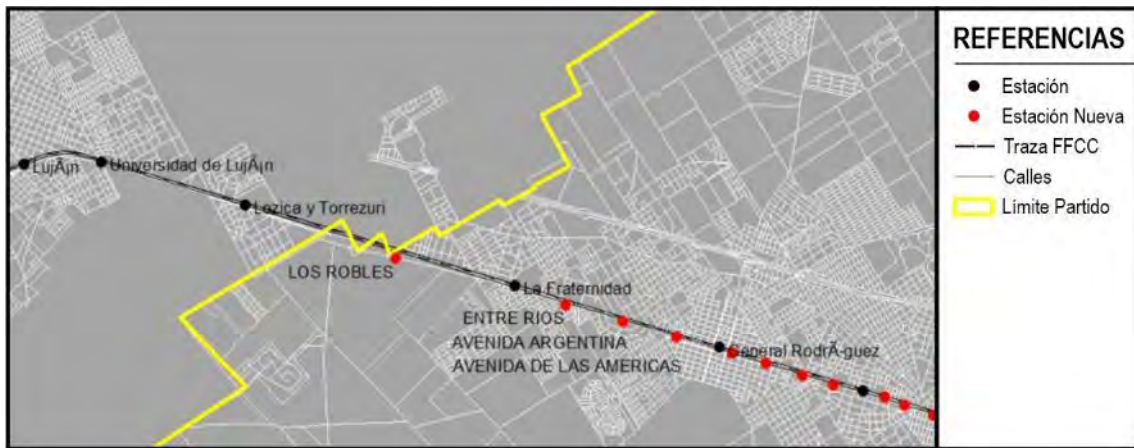 LujÃ¡n
Universidad de LujÃ¡n
Lozica y Torrezuri
LOS ROBLES
La Fraternidad
ENTRE RIOS
AVENIDA ARGENTINA
General RodrÃ-guez
AVENIDA DE LAS AMERICAS
REFERENCIAS
Estación
Estación Nueva
Traza FFCC
Calles
Límite Partido